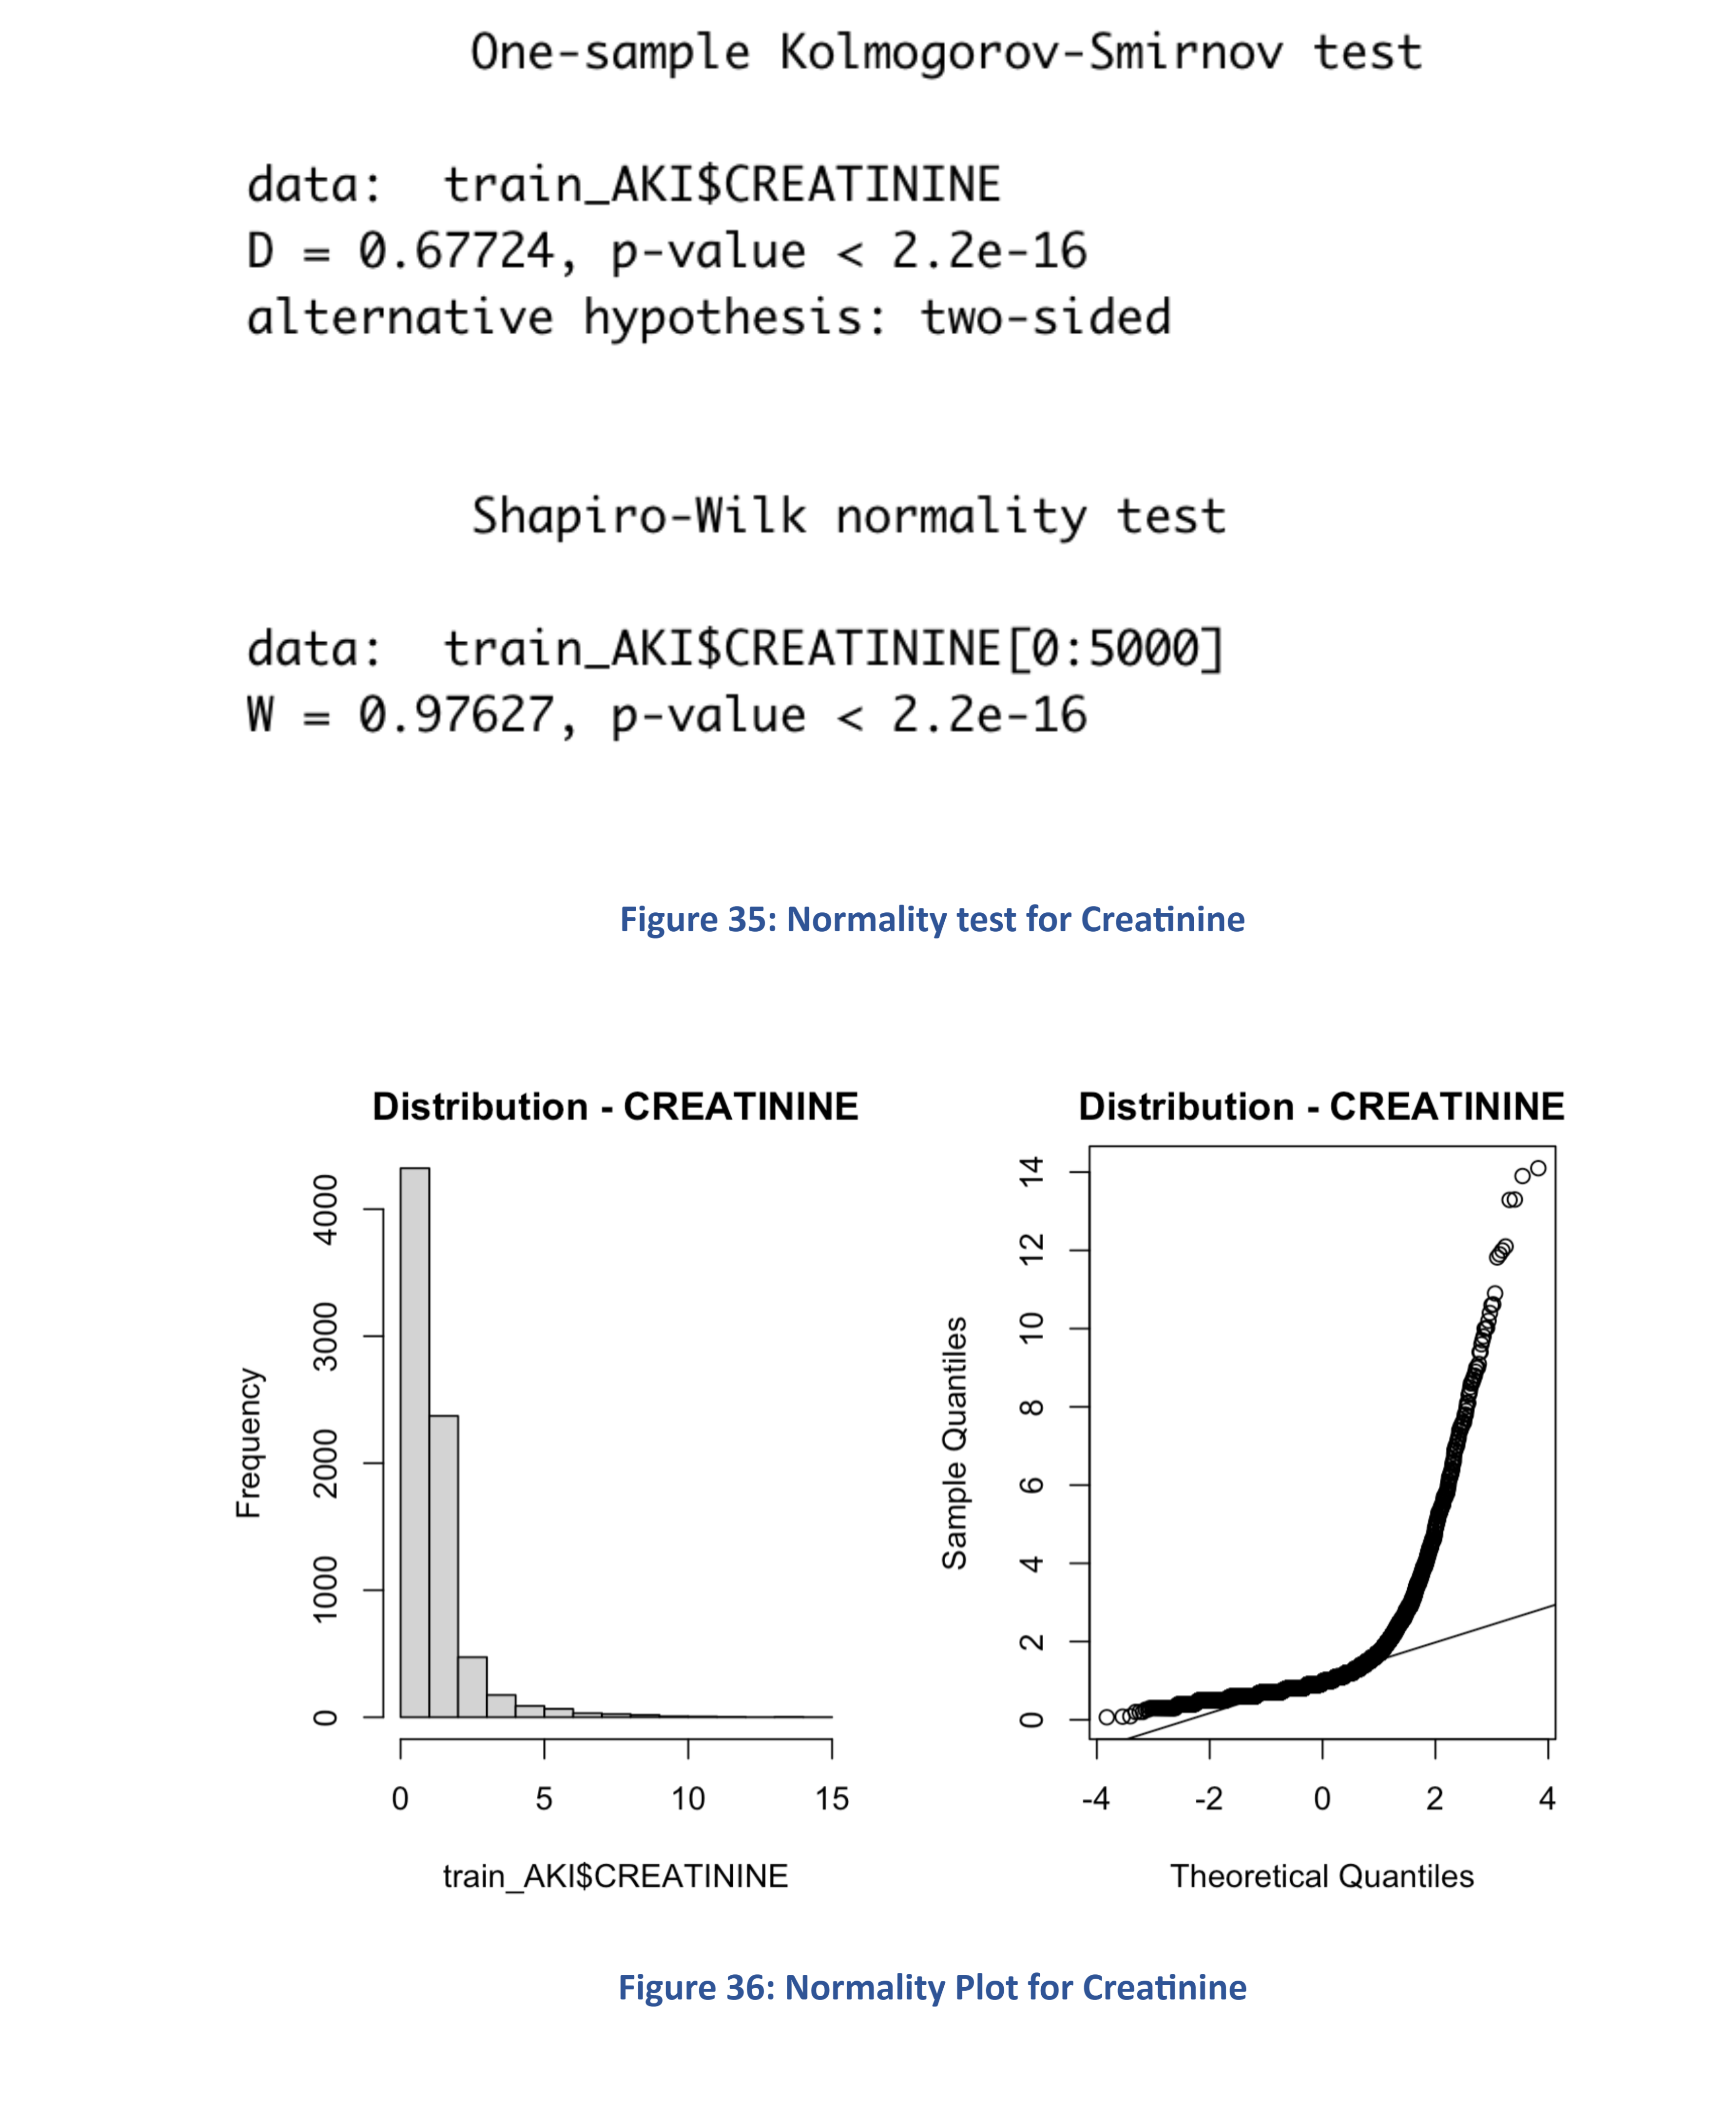 One-sample Kolmogorov-Smirnov test
data:  train_AKI$CREATININE
D = 0.67724, p-value < 2.2e-16
alternative hypothesis: two-sided
Shapiro-Wilk normality test
data:  train_AKI$CREATININE[0:5000]
W = 0.97627, p-value < 2.2e-16
Figure 35: Normality test for Creatinine
Distribution - CREATININE
Frequency
4000
3000
2000
1000
0
0 5 10 15
train_AKI$CREATININE
Distribution - CREATININE
Sample Quantiles
14
12
10
8
6
4
2
0
-4 -2 0 2 4
Theoretical Quantiles
Figure 36: Normality Plot for Creatinine